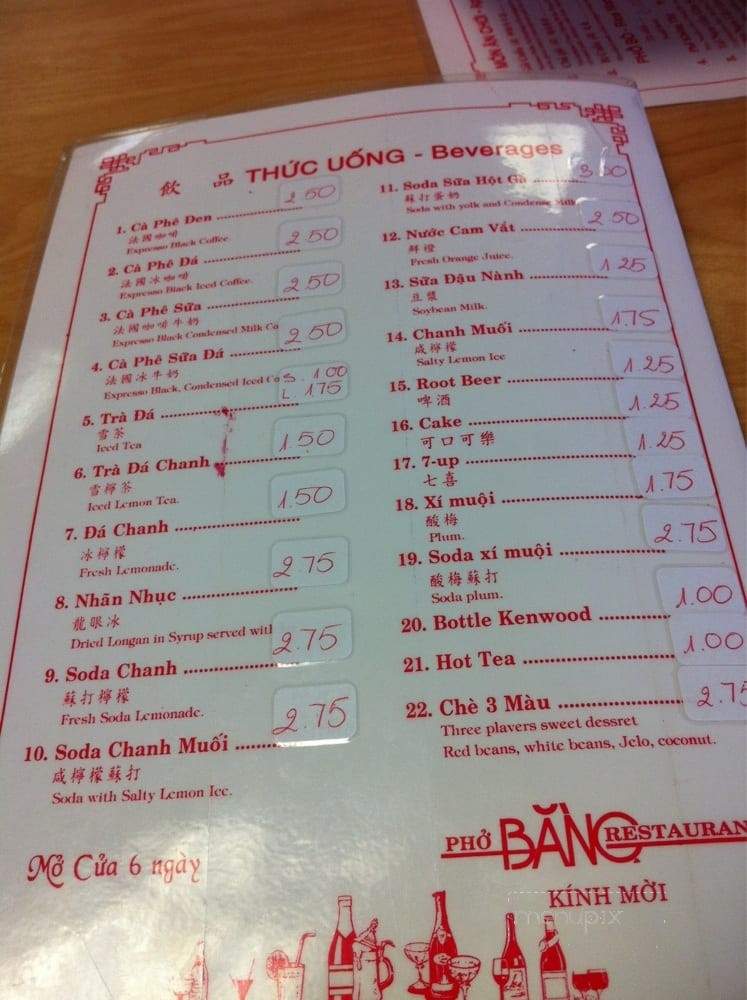 飲 品 THỨC UỐNG - Beverages
1. Cà Phê Đen 2.50
法國咖啡
Expresso Black Coffee.
2. Cà Phê Đá 2.50
法國冰咖啡
Expresso Black Iced Coffee.
3. Cà Phê Sữa 2.50
法國咖啡牛奶
Expresso Black Condensed Milk Co
4. Cà Phê Sữa Đá 2.50
法國冰牛奶
Expresso Black, Condensed Iced Co
5. Trà Đá S. 1.00 L. 1.75
雪茶
Iced Tea
6. Trà Đá Chanh 1.50
雪檸茶
Iced Lemon Tea.
7. Đá Chanh 1.50
冰檸檬
Fresh Lemonade.
8. Nhãn Nhục 2.75
龍眼冰
Dried Longan in Syrup served with
9. Soda Chanh 2.75
蘇打檸檬
Fresh Soda Lemonade.
10. Soda Chanh Muối 2.75
咸檸檬蘇打
Soda with Salty Lemon Ice.
11. Soda Sữa Hột Gà 3.00
蘇打蛋奶
Soda with yolk and Condense Milk
12. Nước Cam Vắt 2.50
鮮橙
Fresh Orange Juice.
13. Sữa Đậu Nành 1.25
豆漿
Soybean Milk.
14. Chanh Muối 1.75
咸檸檬
Salty Lemon Ice
15. Root Beer 1.25
啤酒
16. Cake 1.25
可口可樂
17. 7-up 1.25
七喜
18. Xí muội 1.75
酸梅
Plum.
19. Soda xí muội 2.75
酸梅蘇打
Soda plum.
20. Bottle Kenwood 1.00
21. Hot Tea 1.00
22. Chè 3 Màu 2.75
Three plavers sweet dessret
Red beans, white beans, Jelo, coconut.
Mở Cửa 6 ngày
PHỞ BẰNG RESTAURAN
KÍNH MỜI
menupix